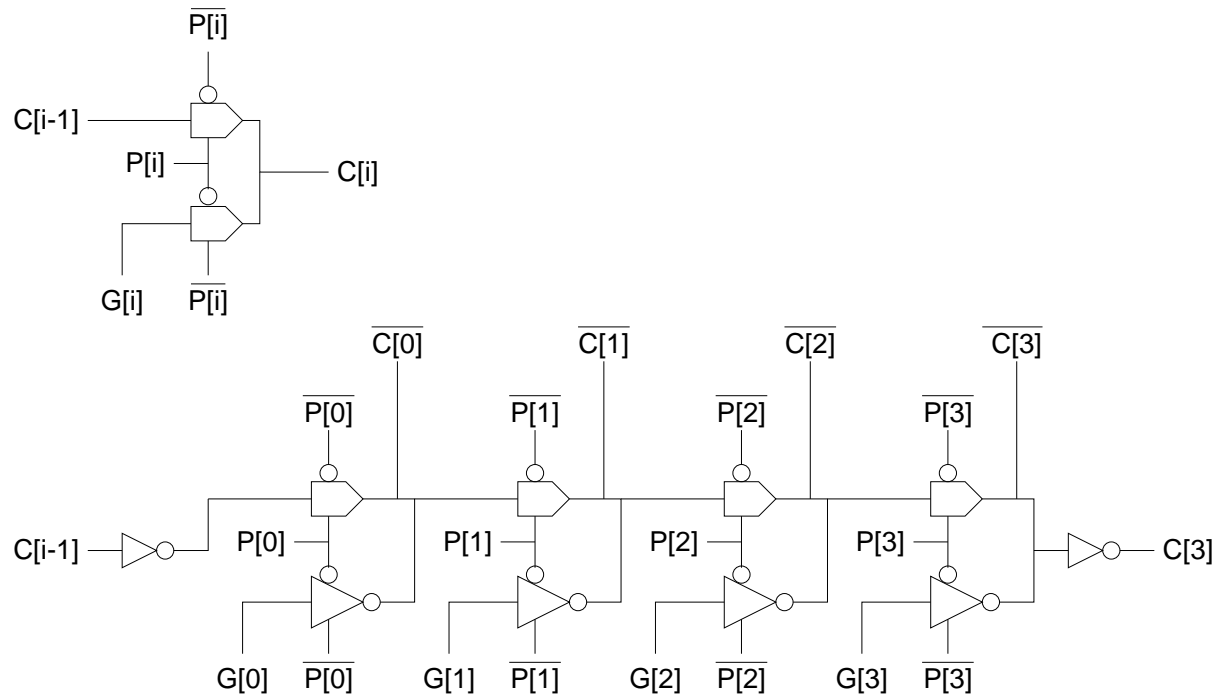 P̅[̅i̅]̅
C[i-1]
P[i]
C[i]
G[i] P̅[̅i̅]̅
C̅[̅0̅]̅ C̅[̅1̅]̅ C̅[̅2̅]̅ C̅[̅3̅]̅
P̅[̅0̅]̅ P̅[̅1̅]̅ P̅[̅2̅]̅ P̅[̅3̅]̅
C[i-1] P[0] P[1] P[2] P[3] C[3]
G[0] P̅[̅0̅]̅ G[1] P̅[̅1̅]̅ G[2] P̅[̅2̅]̅ G[3] P̅[̅3̅]̅